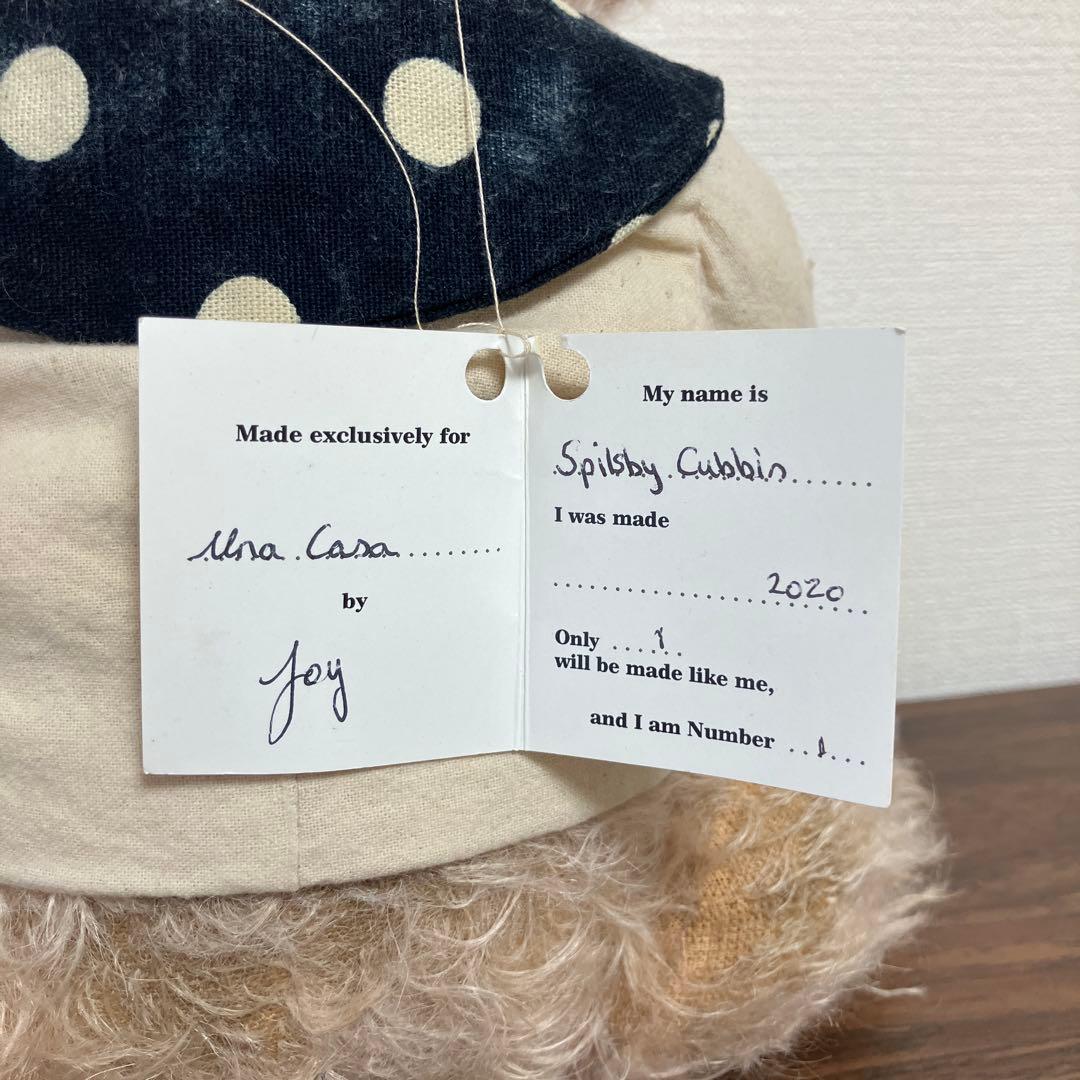 Made exclusively for
Una Casa
by
Joy
My name is
Spilsby Cubbin
I was made
2020
Only 1
will be made like me,
and I am Number 1